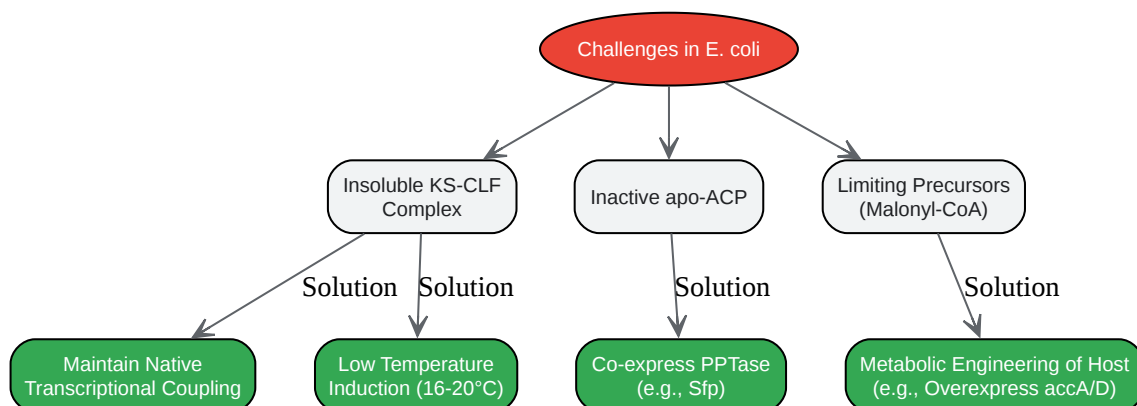 Challenges in E. coli
Insoluble KS-CLF
Complex
Inactive apo-ACP
Limiting Precursors
(Malonyl-CoA)
Solution
Solution
Solution
Solution
Maintain Native
Transcriptional Coupling
Low Temperature
Induction (16-20°C)
Co-express PPTase
(e.g., Sfp)
Metabolic Engineering of Host
(e.g., Overexpress accA/D)